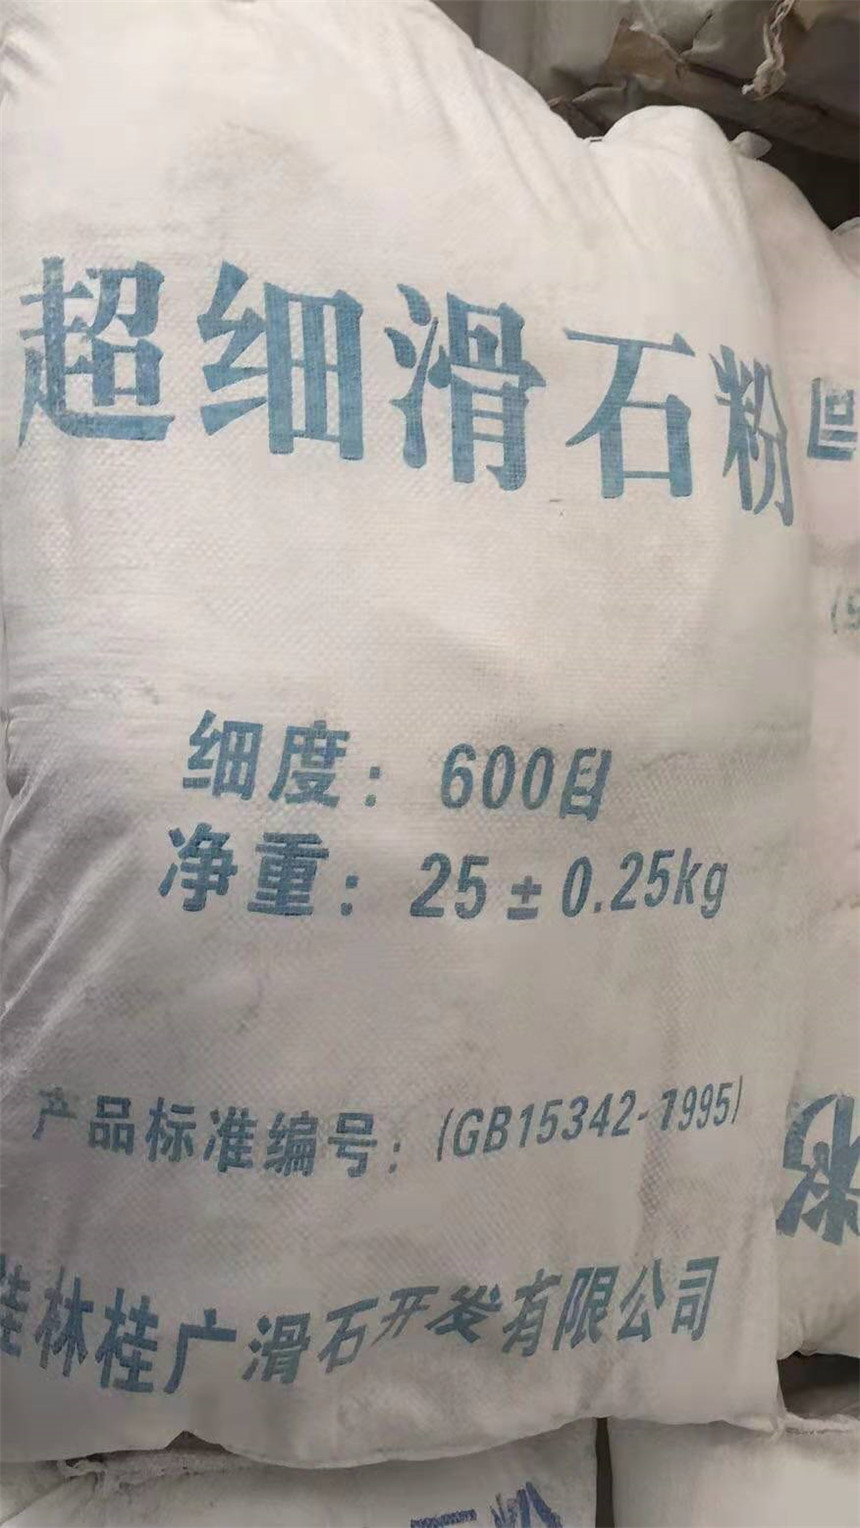 超细滑石粉
细度：600目
净重：25±0.25kg
产品标准编号：(GB15342-1995)
桂林桂广滑石开发有限公司